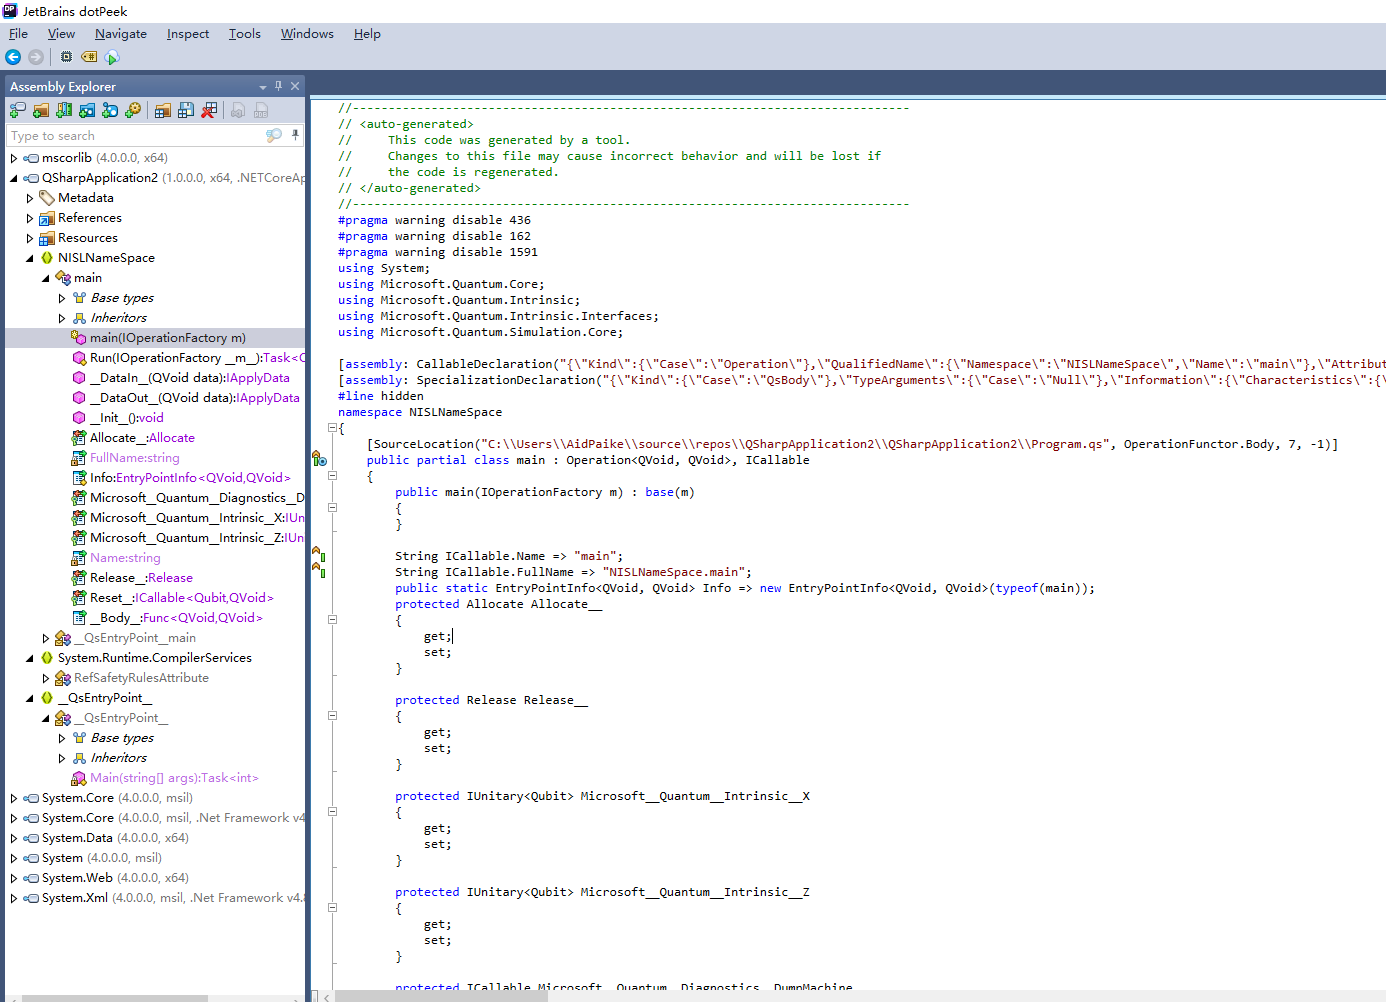 JetBrains dotPeek
File View Navigate Inspect Tools Windows Help
Assembly Explorer
Type to search
mscorlib (4.0.0.0, x64)
QSharpApplication2 (1.0.0.0, x64, .NETCoreAp
Metadata
References
Resources
NISLNameSpace
main
Base types
Inheritors
main(IOperationFactory m)
Run(IOperationFactory __m__):Task<
__DataIn__(QVoid data):IApplyData
__DataOut__(QVoid data):IApplyData
__Init__():void
Allocate__:Allocate
FullName:string
Info:EntryPointInfo<QVoid,QVoid>
Microsoft__Quantum__Diagnostics__D
Microsoft__Quantum__Intrinsic__X:IUn
Microsoft__Quantum__Intrinsic__Z:IUn
Name:string
Release__:Release
Reset__:ICallable<Qubit,QVoid>
__Body__:Func<QVoid,QVoid>
__QsEntryPoint__main
System.Runtime.CompilerServices
RefSafetyRulesAttribute
__QsEntryPoint__
__QsEntryPoint__
Base types
Inheritors
Main(string[] args):Task<int>
System.Core (4.0.0.0, msil)
System.Core (4.0.0.0, msil, .Net Framework v4
System.Data (4.0.0.0, x64)
System (4.0.0.0, msil)
System.Web (4.0.0.0, x64)
System.Xml (4.0.0.0, msil, .Net Framework v4.8
//------------------------------------------------------------------------------
// <auto-generated>
//     This code was generated by a tool.
//     Changes to this file may cause incorrect behavior and will be lost if
//     the code is regenerated.
// </auto-generated>
//------------------------------------------------------------------------------
#pragma warning disable 436
#pragma warning disable 162
#pragma warning disable 1591
using System;
using Microsoft.Quantum.Core;
using Microsoft.Quantum.Intrinsic;
using Microsoft.Quantum.Intrinsic.Interfaces;
using Microsoft.Quantum.Simulation.Core;
[assembly: CallableDeclaration("{\"Kind\":{\"Case\":\"Operation\"},\"QualifiedName\":{\"Namespace\":\"NISLNameSpace\",\"Name\":\"main\"},\"Attribut
[assembly: SpecializationDeclaration("{\"Kind\":{\"Case\":\"QsBody\"},\"TypeArguments\":{\"Case\":\"Null\"},\"Information\":{\"Characteristics\":{\
#line hidden
namespace NISLNameSpace
{
[SourceLocation("C:\\Users\\AidPaike\\source\\repos\\QSharpApplication2\\QSharpApplication2\\Program.qs", OperationFunctor.Body, 7, -1)]
public partial class main : Operation<QVoid, QVoid>, ICallable
{
public main(IOperationFactory m) : base(m)
{
}
String ICallable.Name => "main";
String ICallable.FullName => "NISLNameSpace.main";
public static EntryPointInfo<QVoid, QVoid> Info => new EntryPointInfo<QVoid, QVoid>(typeof(main));
protected Allocate Allocate__
{
get;
set;
}
protected Release Release__
{
get;
set;
}
protected IUnitary<Qubit> Microsoft__Quantum__Intrinsic__X
{
get;
set;
}
protected IUnitary<Qubit> Microsoft__Quantum__Intrinsic__Z
{
get;
set;
}
protected ICallable Microsoft__Quantum__Diagnostics__DumpMachine